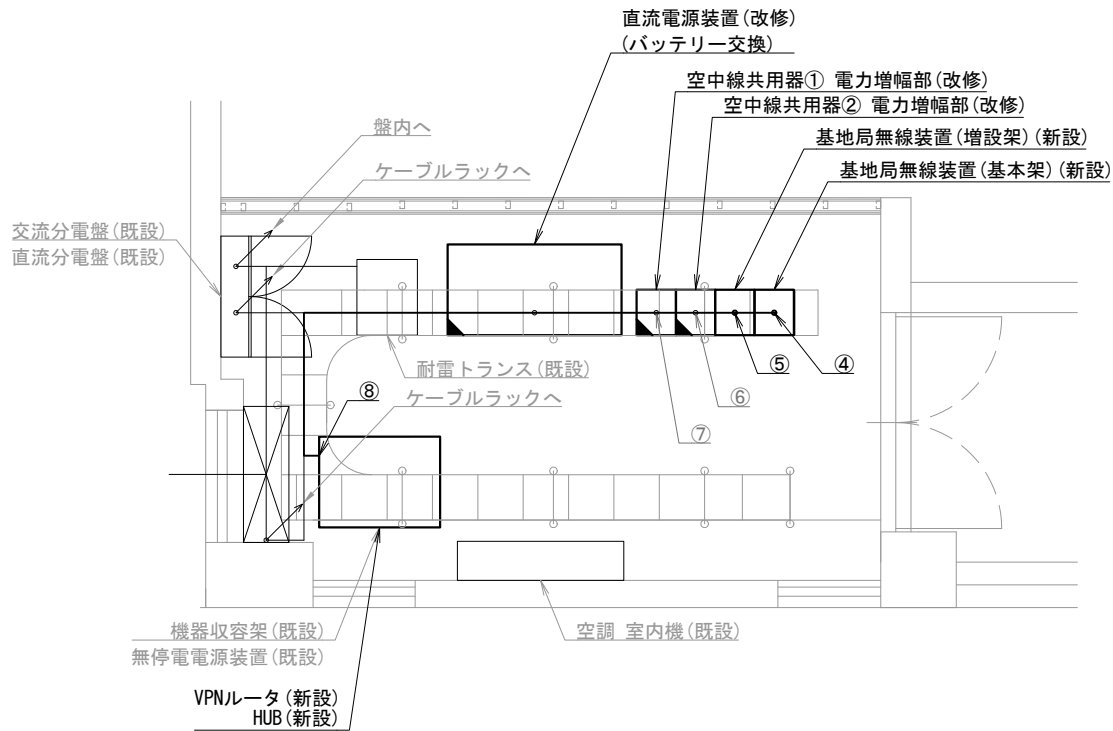 直流電源装置(改修)
(バッテリー交換)
空中線共用器① 電力増幅部(改修)
空中線共用器② 電力増幅部(改修)
盤内へ
基地局無線装置(増設架)(新設)
ケーブルラックへ
基地局無線装置(基本架)(新設)
交流分電盤(既設)
直流分電盤(既設)
耐雷トランス(既設)
⑤
④
⑧
ケーブルラックへ
⑥
⑦
機器収容架(既設)
空調 室内機(既設)
無停電電源装置(既設)
VPNルータ(新設)
HUB(新設)